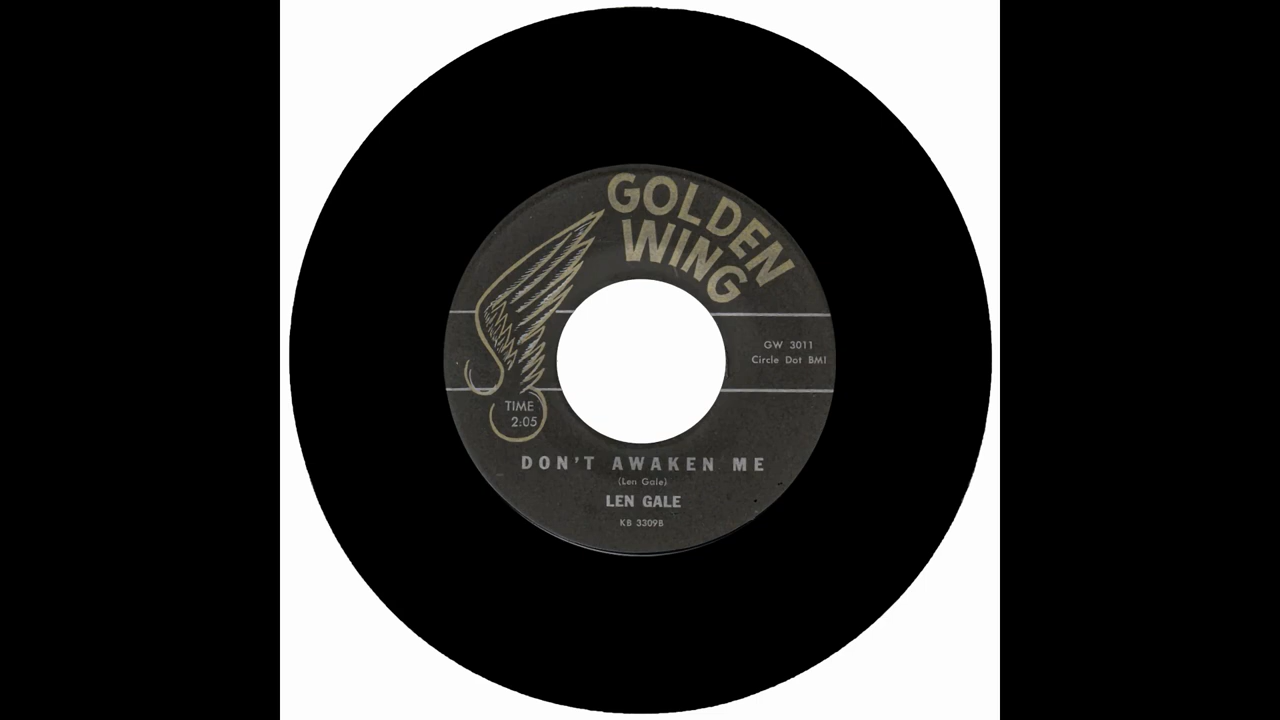 GOLDEN
WING
GW 3011
Circle Dot BMI
TIME
2:05
DON'T AWAKEN ME
(Len Gale)
LEN GALE
KB 3309B